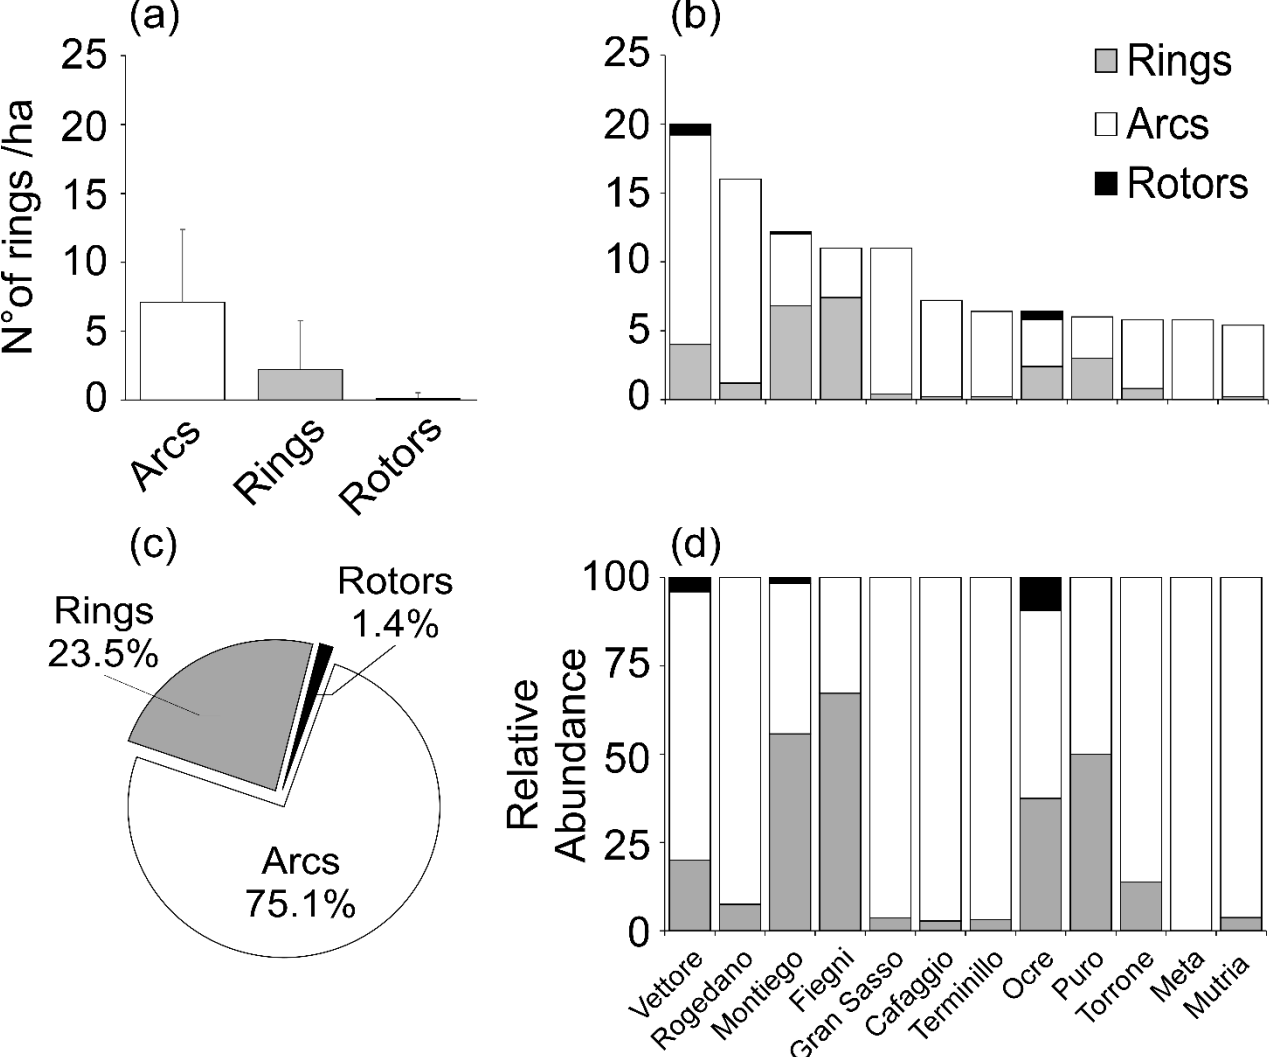 (a)
N°of rings /ha
25
20
15
10
5
0
Arcs
Rings
Rotors
(b)
25
20
15
10
5
0
Rings
Arcs
Rotors
(c)
Rings
23.5%
Rotors
1.4%
Arcs
75.1%
(d)
Relative
Abundance
100
75
50
25
0
Vettore
Rogedano
Montiego
Fiegni
Gran Sasso
Cafaggio
Terminillo
Ocre
Puro
Torrone
Meta
Mutria